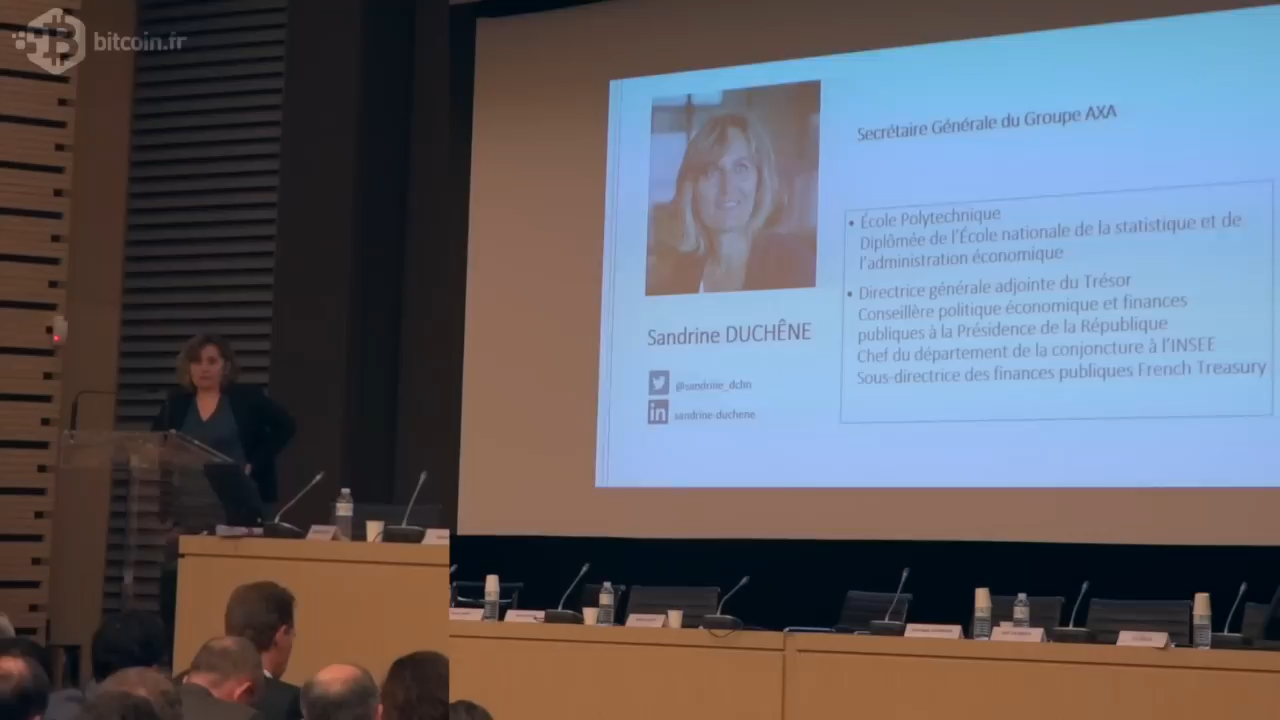 bitcoin.fr
Secrétaire Générale du Groupe AXA
• École Polytechnique
Diplômée de l'École nationale de la statistique et de
l'administration économique
• Directrice générale adjointe du Trésor
Conseillère politique économique et finances
publiques à la Présidence de la République
Chef du département de la conjoncture à l'INSEE
Sous-directrice des finances publiques French Treasury
Sandrine DUCHÊNE
@sandrine_dchn
in sandrine-duchene